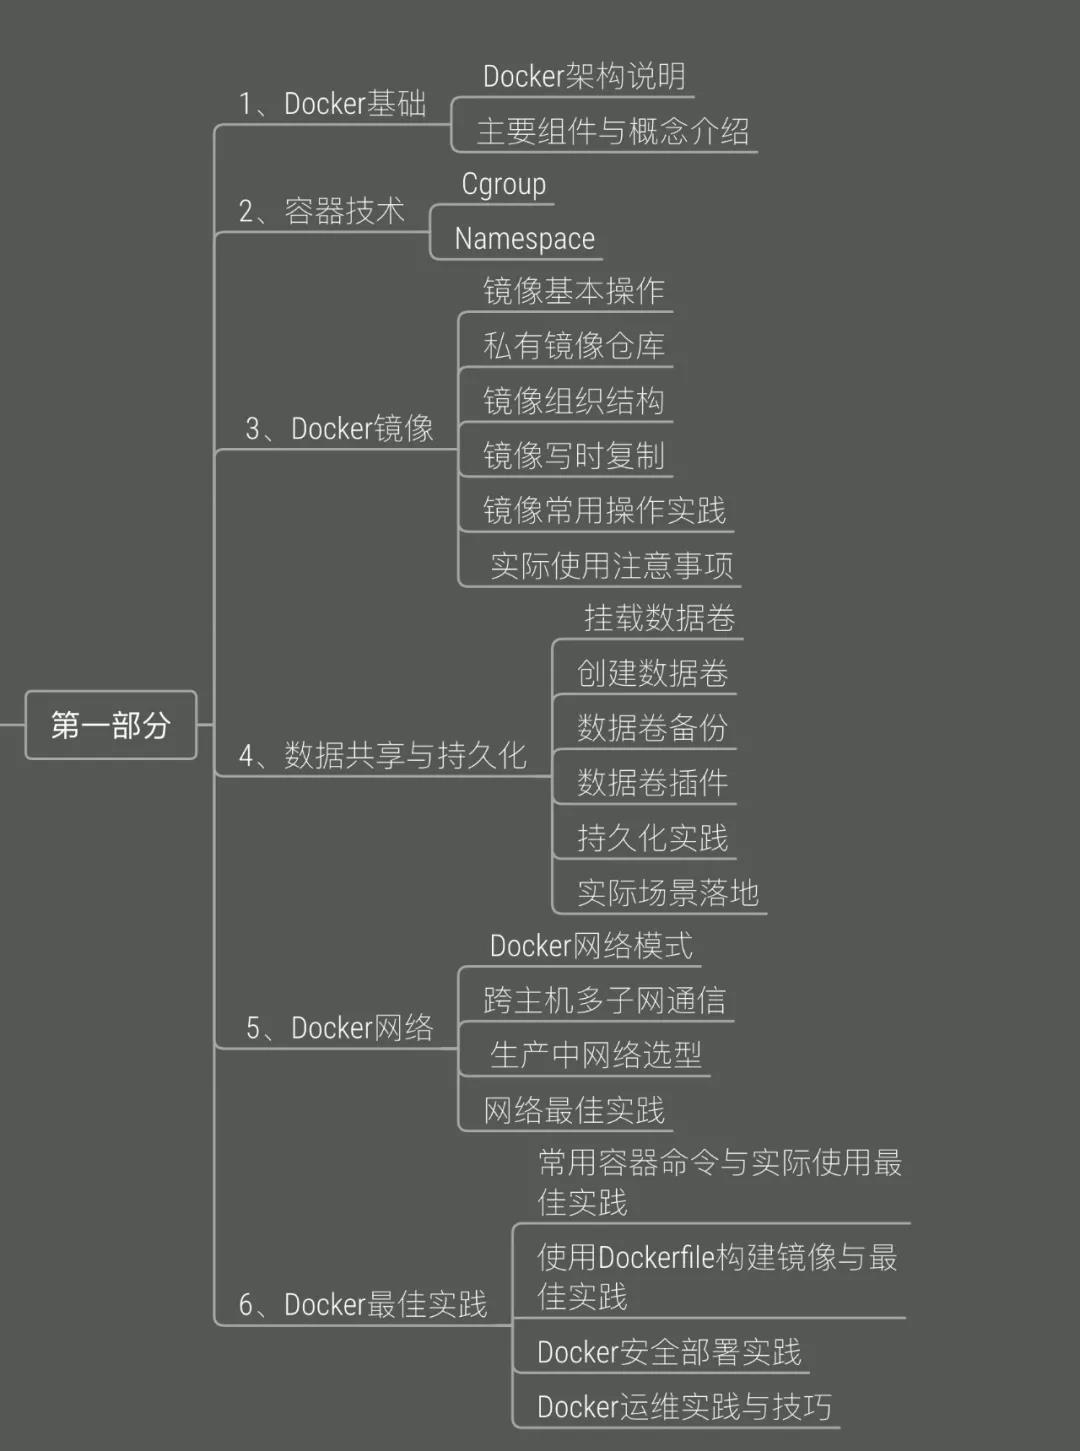 第一部分
1、Docker基础
Docker架构说明
主要组件与概念介绍
2、容器技术
Cgroup
Namespace
3、Docker镜像
镜像基本操作
私有镜像仓库
镜像组织结构
镜像写时复制
镜像常用操作实践
实际使用注意事项
4、数据共享与持久化
挂载数据卷
创建数据卷
数据卷备份
数据卷插件
持久化实践
实际场景落地
5、Docker网络
Docker网络模式
跨主机多子网通信
生产中网络选型
网络最佳实践
6、Docker最佳实践
常用容器命令与实际使用最
佳实践
使用Dockerfile构建镜像与最
佳实践
Docker安全部署实践
Docker运维实践与技巧